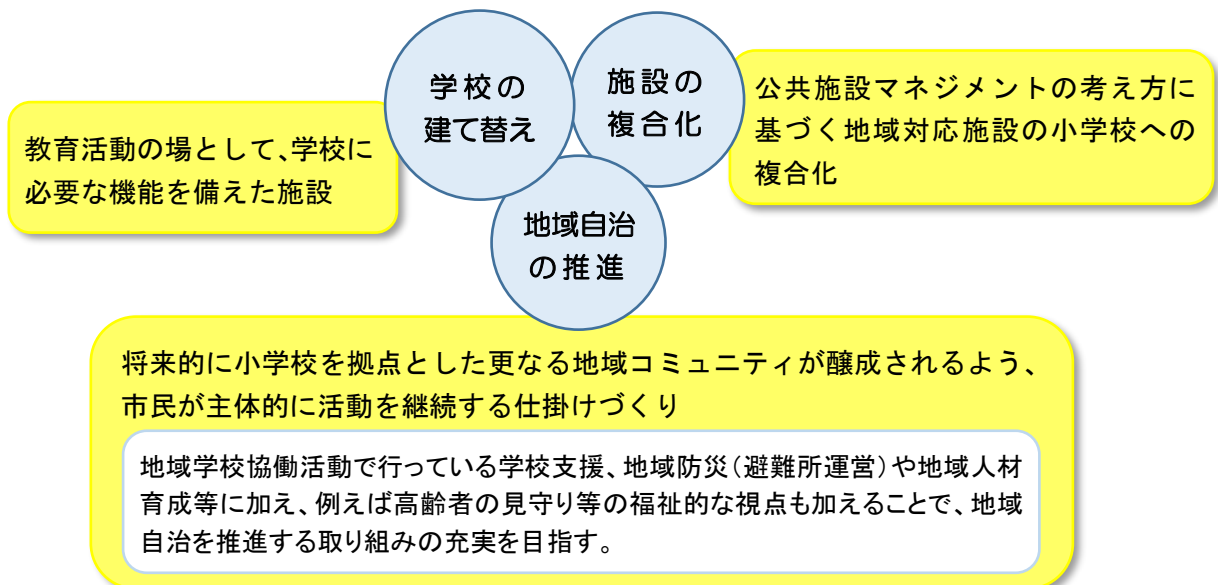 学校の
建て替え
施設の
複合化
地域自治
の推進
教育活動の場として、学校に
必要な機能を備えた施設
公共施設マネジメントの考え方に
基づく地域対応施設の小学校への
複合化
将来的に小学校を拠点とした更なる地域コミュニティが醸成されるよう、
市民が主体的に活動を継続する仕掛けづくり
地域学校協働活動で行っている学校支援、地域防災(避難所運営)や地域人材
育成等に加え、例えば高齢者の見守り等の福祉的な視点も加えることで、地域
自治を推進する取り組みの充実を目指す。